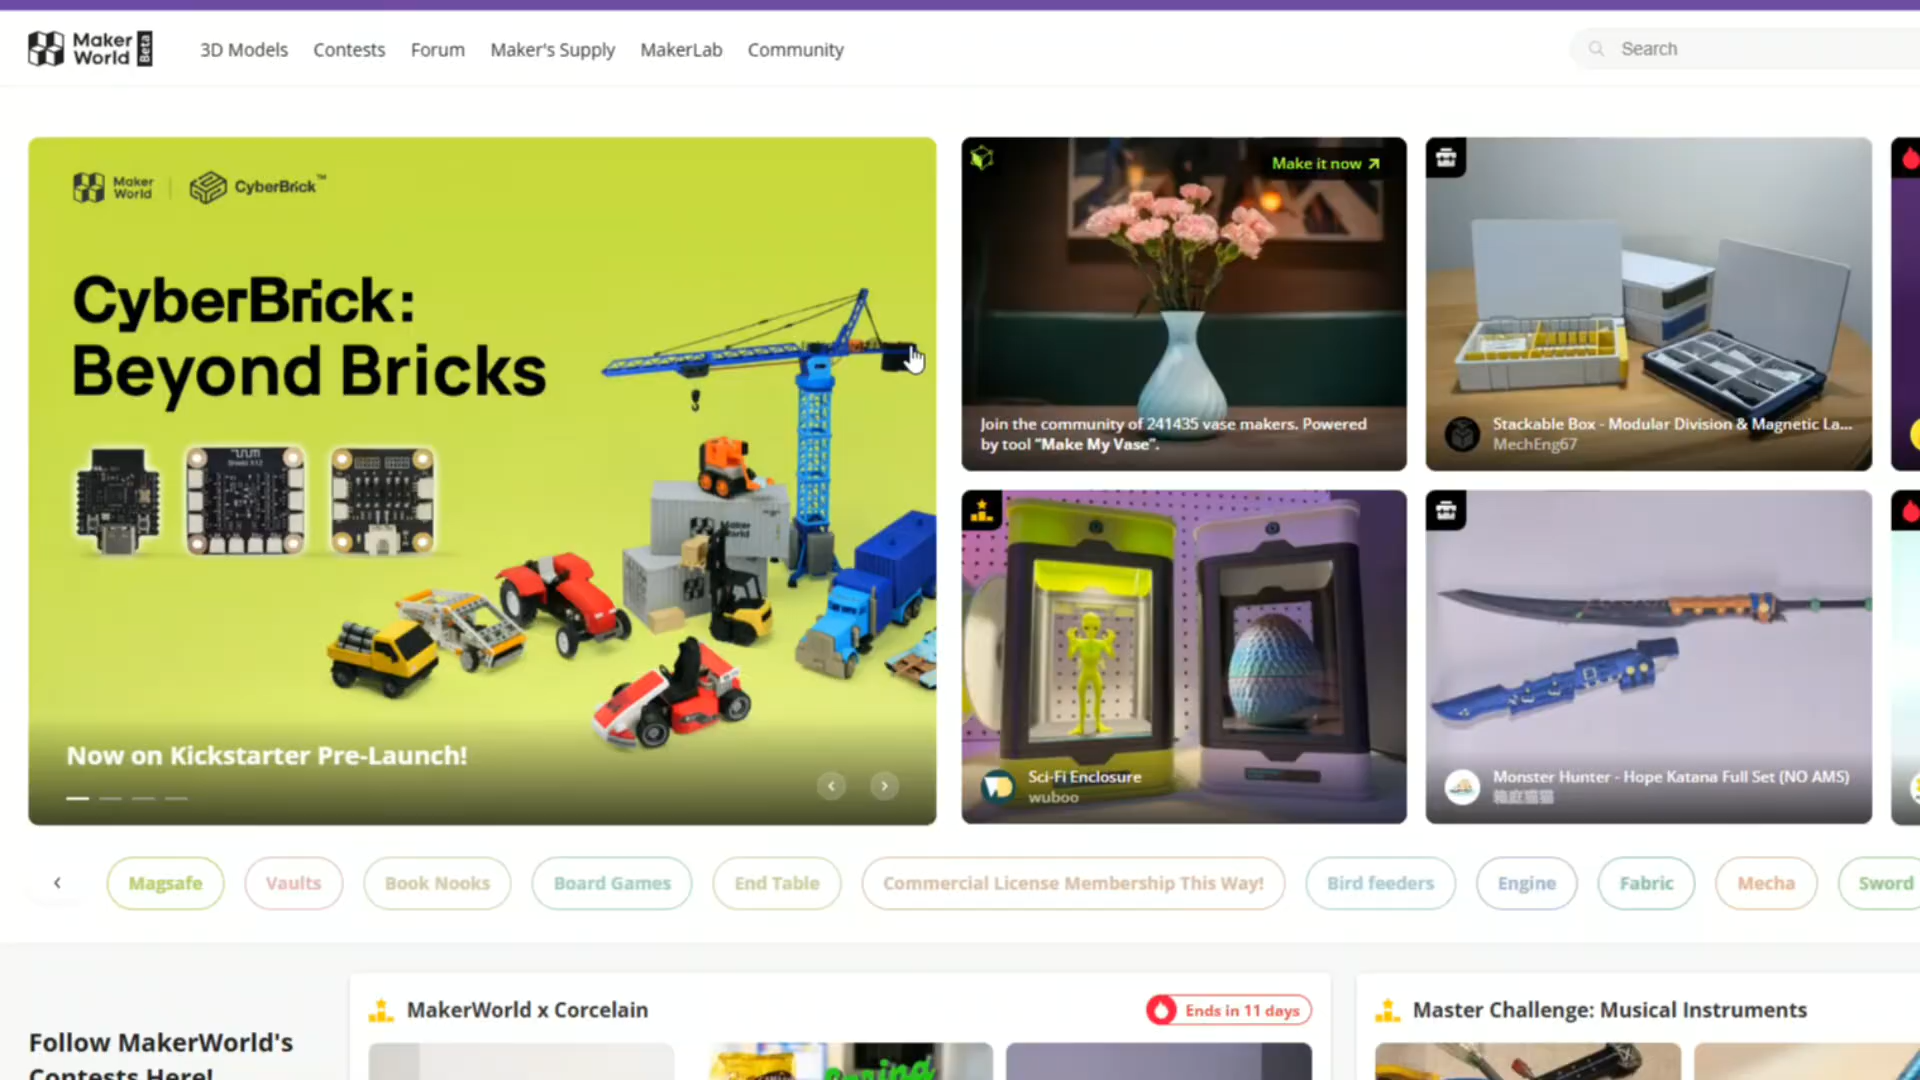 Maker
World
Beta
3D Models
Contests
Forum
Maker's Supply
MakerLab
Community
Search
Maker
World
CyberBrick™
CyberBrick:
Beyond Bricks
Maker
World
Now on Kickstarter Pre-Launch!
Make it now
Join the community of 241435 vase makers. Powered
by tool "Make My Vase".
Stackable Box - Modular Division & Magnetic La...
MechEng67
Sci-Fi Enclosure
wuboo
Monster Hunter - Hope Katana Full Set (NO AMS)
Magsafe
Vaults
Book Nooks
Board Games
End Table
Commercial License Membership This Way!
Bird feeders
Engine
Fabric
Mecha
Sword
Follow MakerWorld's
Contests Here!
MakerWorld x Corcelain
Ends in 11 days
Master Challenge: Musical Instruments